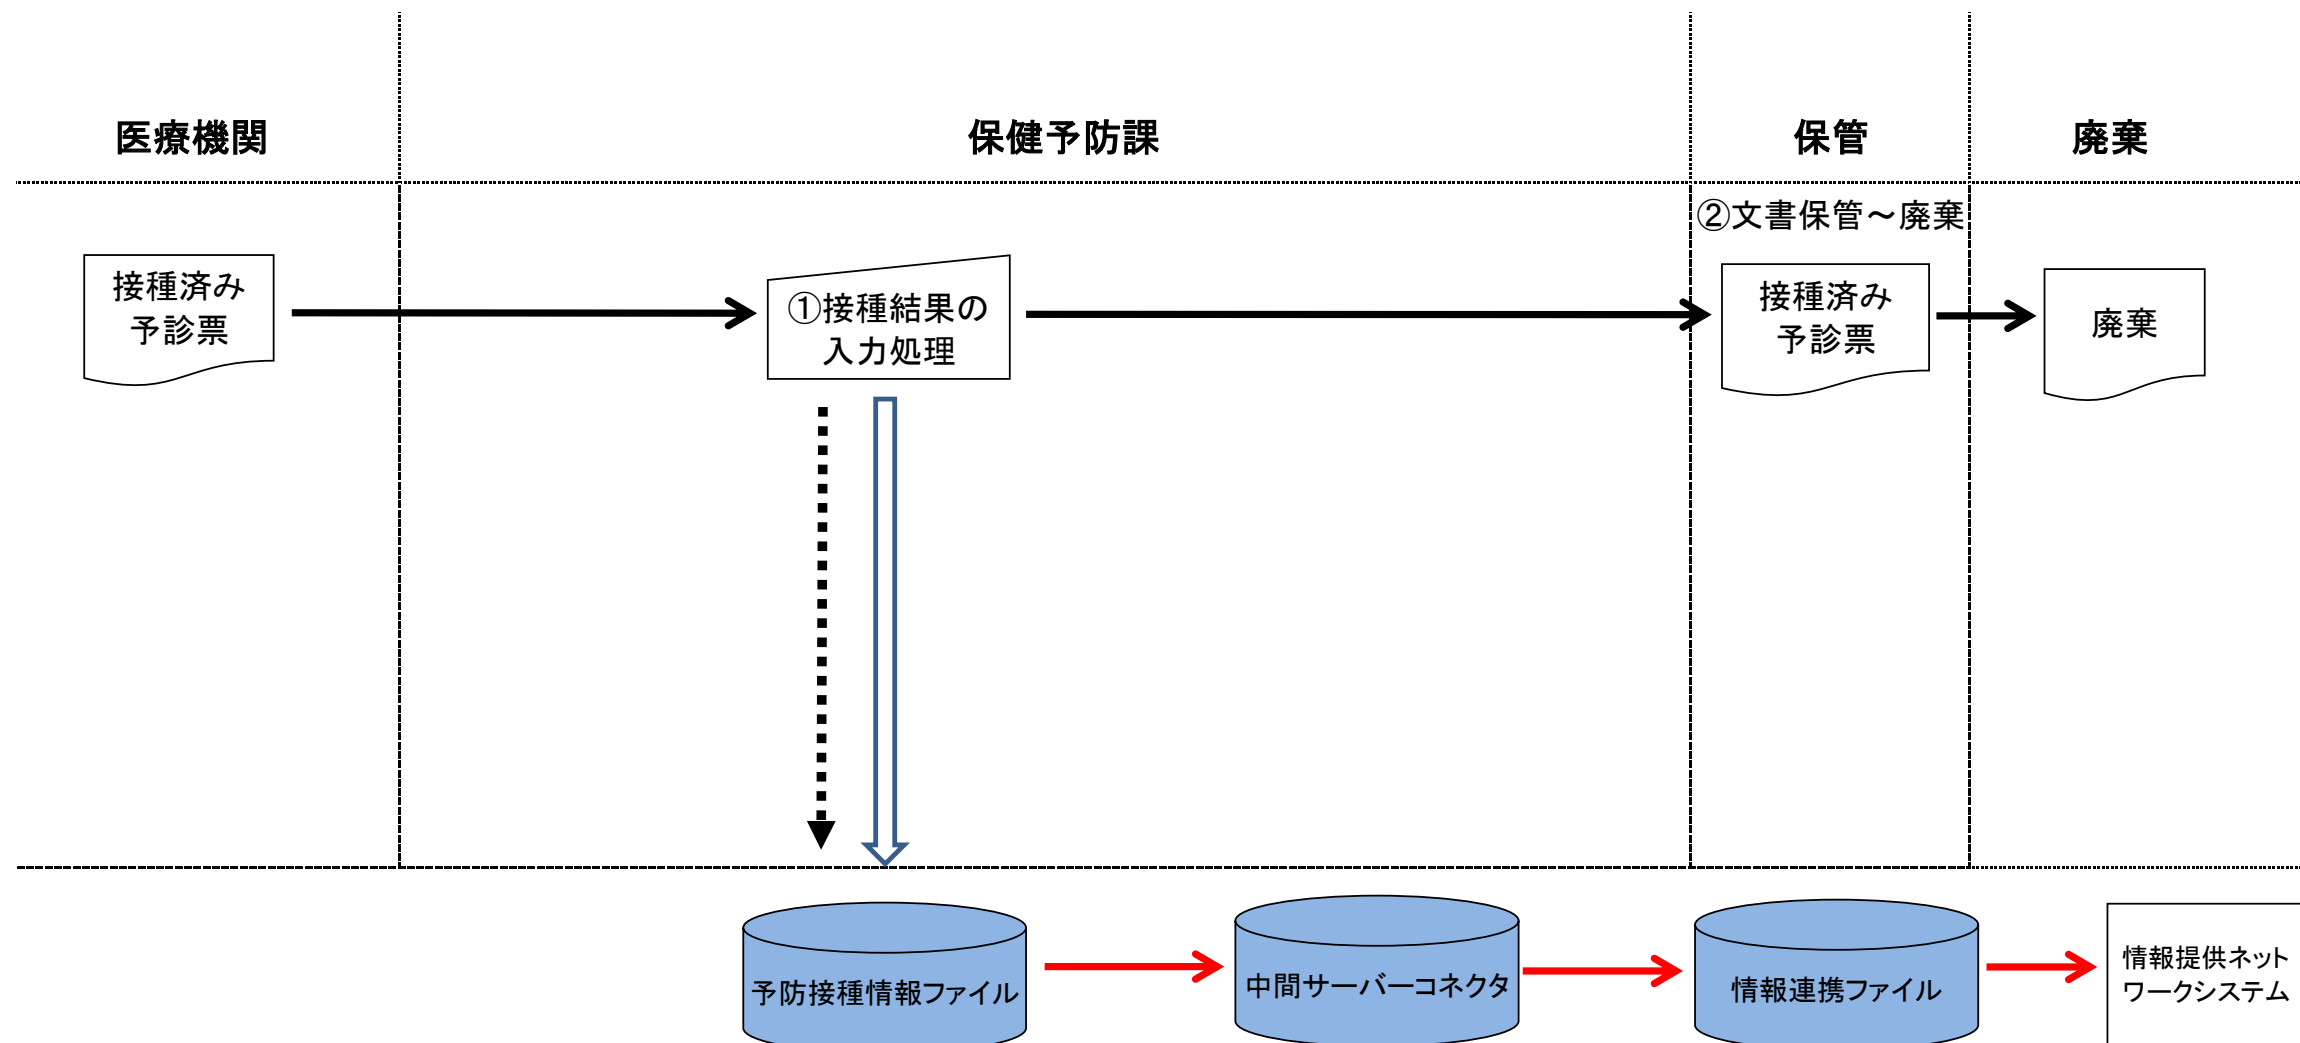 医療機関
保健予防課
保管
廃棄
②文書保管～廃棄
接種済み
予診票
①接種結果の
入力処理
接種済み
予診票
廃棄
予防接種情報ファイル
中間サーバーコネクタ
情報連携ファイル
情報提供ネット
ワークシステム